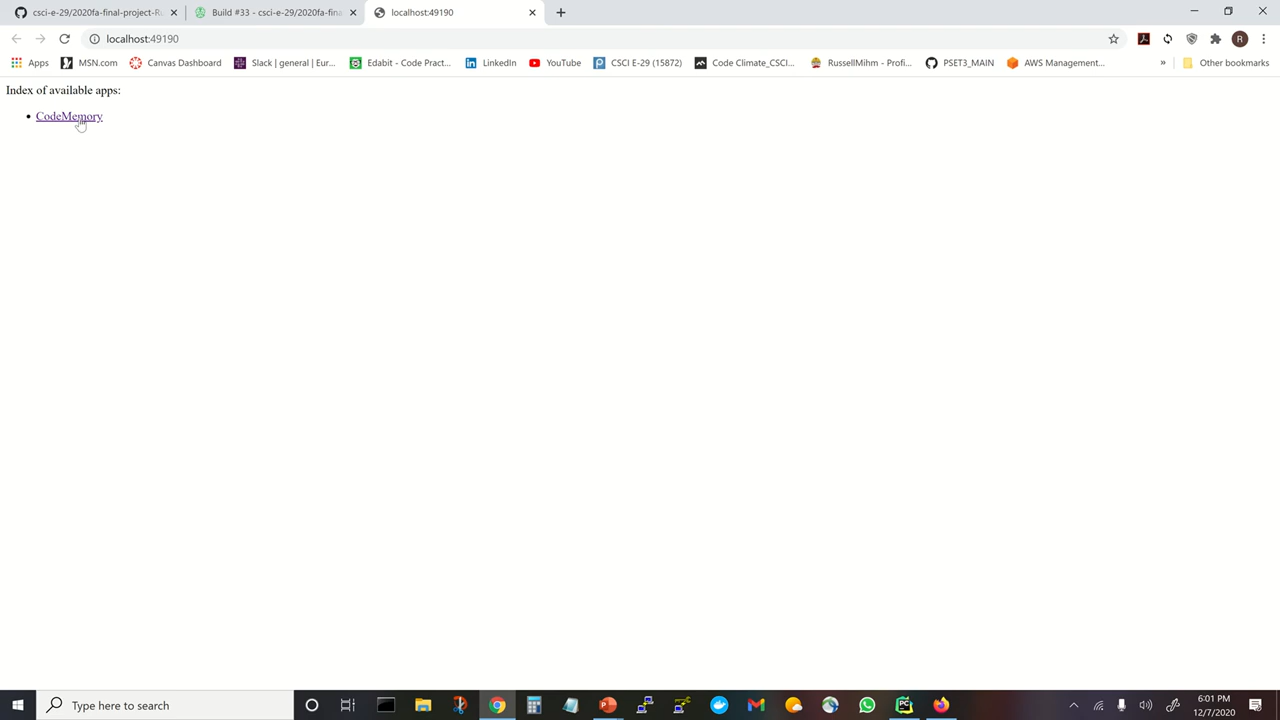 csci-e-29/2020fa-final-project-Ru
Build #33 - csci-e-29/2020fa-fina
localhost:49190
localhost:49190
R
Apps
MSN.com
Canvas Dashboard
Slack | general | Eur...
Edabit - Code Pract...
LinkedIn
YouTube
CSCI E-29 (15872)
Code Climate_CSCI...
RussellMihm - Profi...
PSET3_MAIN
AWS Management...
»
Other bookmarks
Index of available apps:
• CodeMemory
Type here to search
6:01 PM
12/7/2020